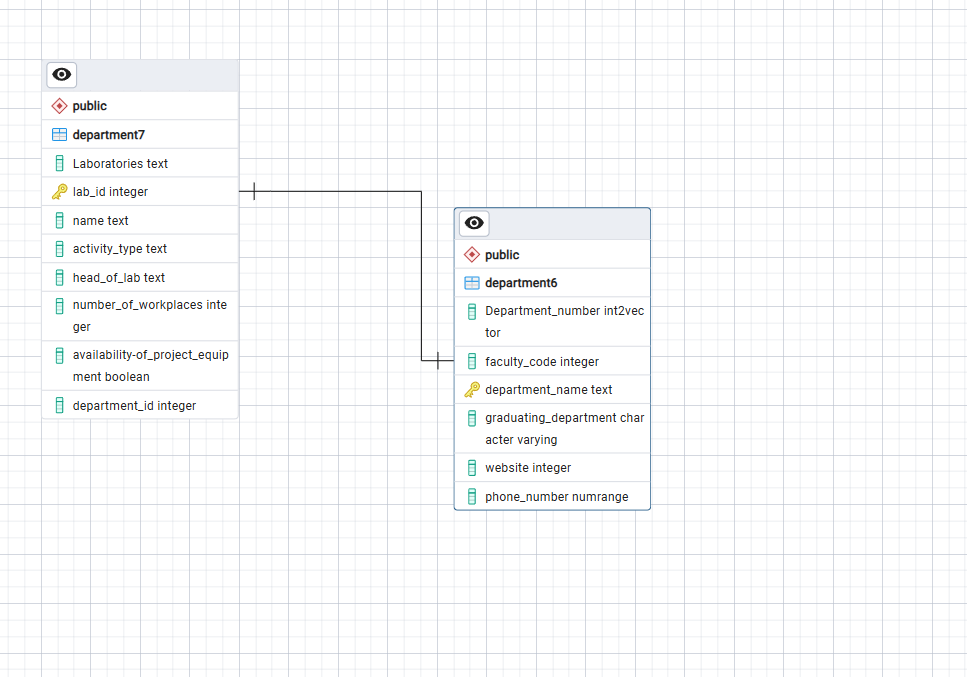 public
department7
Laboratories text
lab_id integer
name text
activity_type text
head_of_lab text
number_of_workplaces inte
ger
availability-of_project_equip
ment boolean
department_id integer
public
department6
Department_number int2vec
tor
faculty_code integer
department_name text
graduating_department char
acter varying
website integer
phone_number numrange